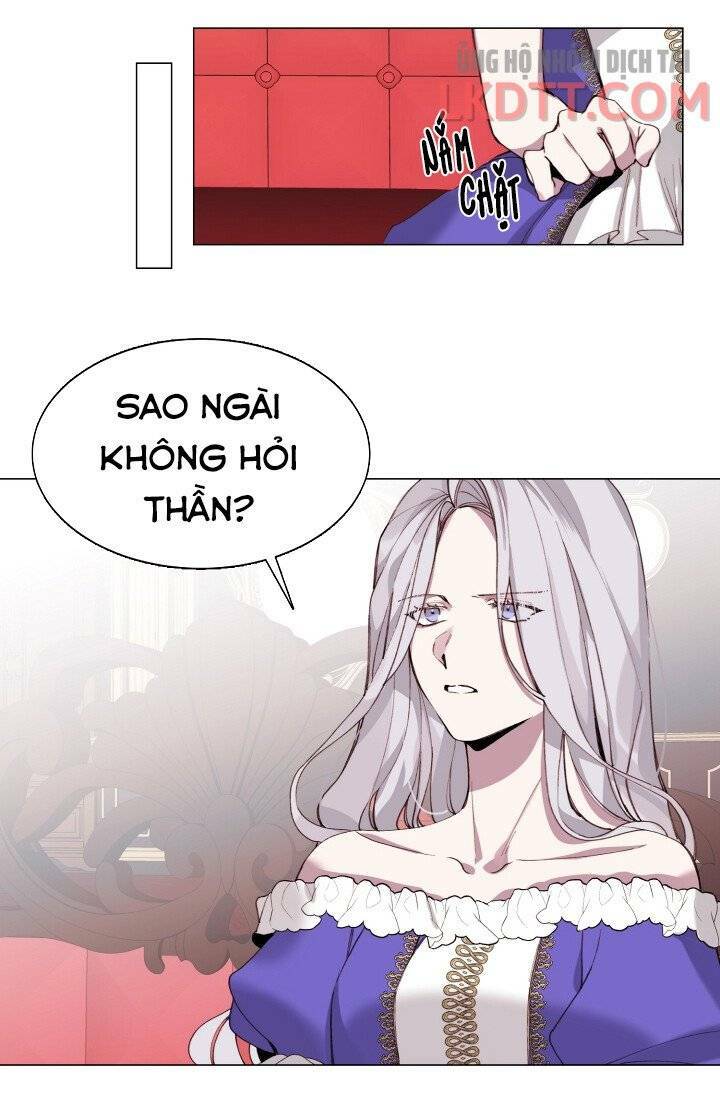 ỦNG HỘ NHÓM DỊCH TẠI
LKDTT.COM
NẮM
CHẶT
SAO NGÀI
KHÔNG HỎI
THẦN?